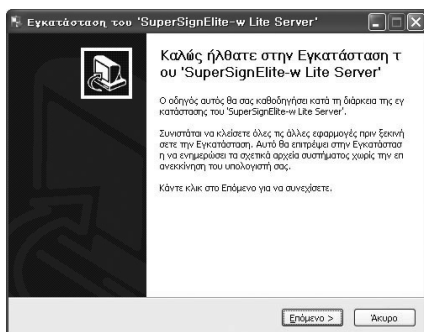 Εγκατάσταση του 'SuperSignElite-w Lite Server'
Καλώς ήλθατε στην Εγκατάσταση τ
ου 'SuperSignElite-w Lite Server'
Ο οδηγός αυτός θα σας καθοδηγήσει κατά τη διάρκεια της εγ
κατάστασης του 'SuperSignElite-w Lite Server'.
Συνιστάται να κλείσετε όλες τις άλλες εφαρμογές πριν ξεκινή
σετε την Εγκατάσταση. Αυτό θα επιτρέψει στην Εγκατάστασ
η να ενημερώσει τα σχετικά αρχεία συστήματος χωρίς την επ
ανεκκίνηση του υπολογιστή σας.
Κάντε κλικ στο Επόμενο για να συνεχίσετε.
Επόμενο > Άκυρο